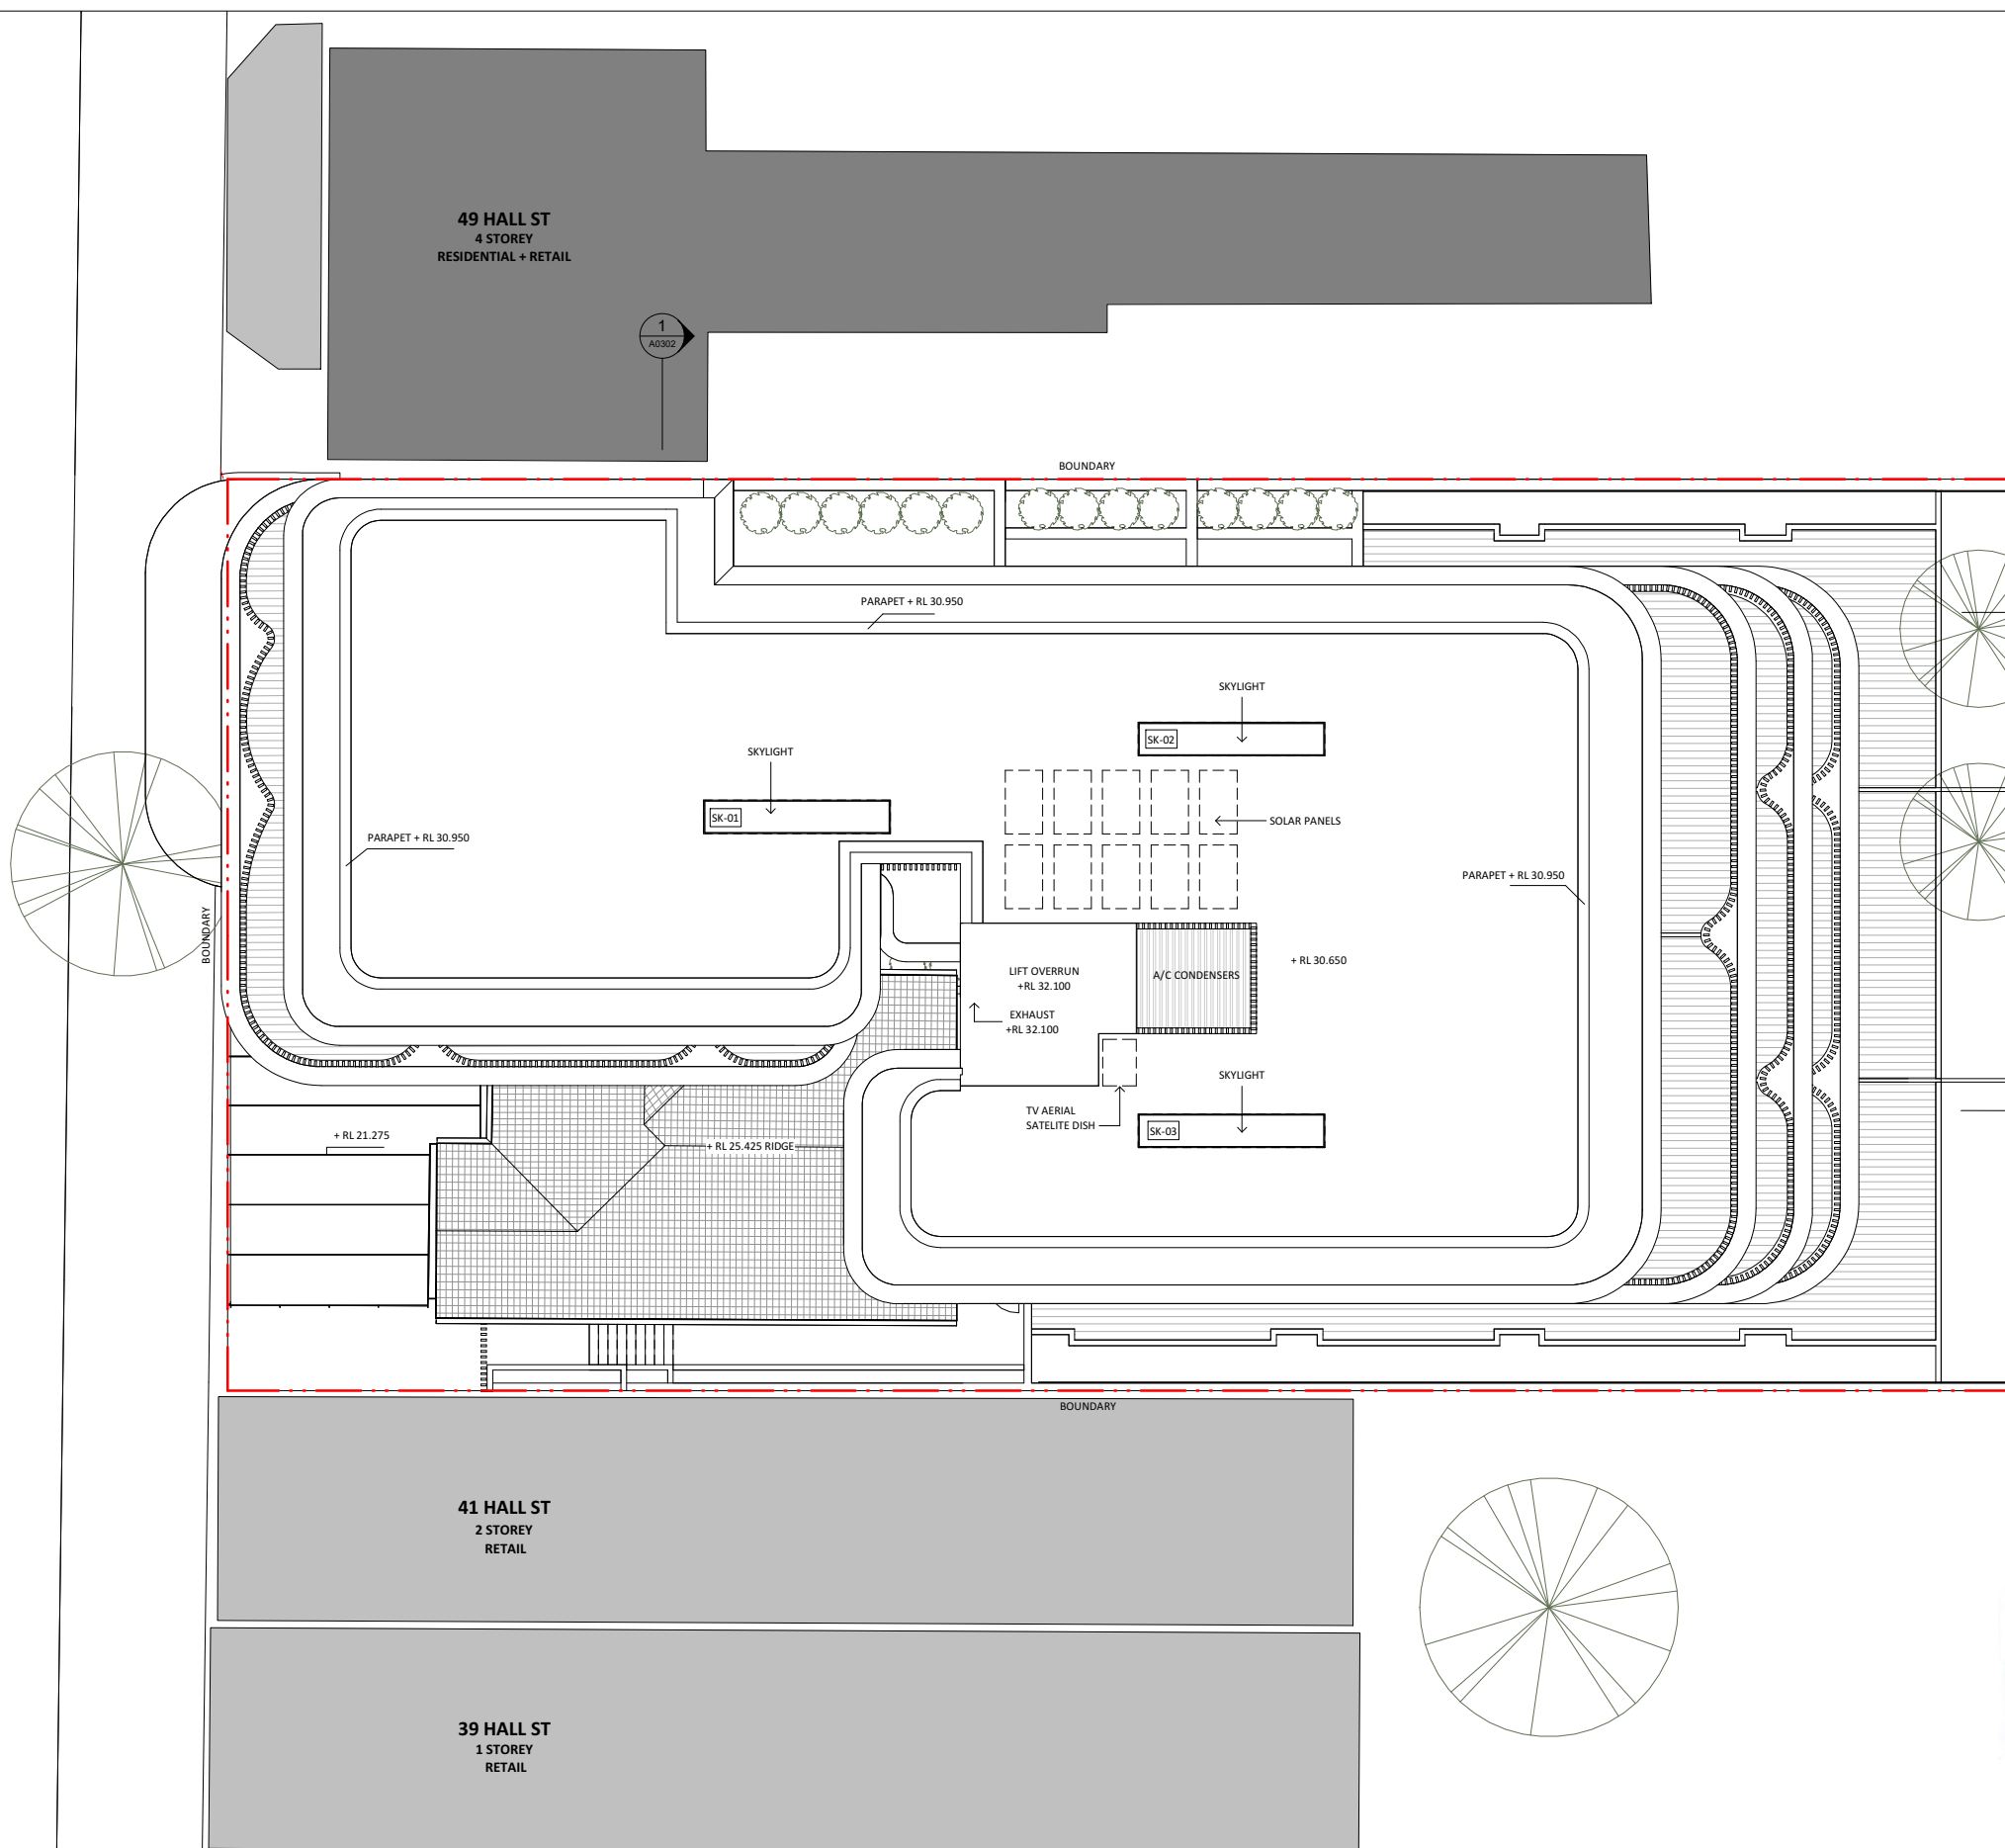 49 HALL ST
4 STOREY
RESIDENTIAL + RETAIL
1
A0302
BOUNDARY
PARAPET + RL 30.950
SKYLIGHT
SK-02
SKYLIGHT
SK-01
SOLAR PANELS
PARAPET + RL 30.950
PARAPET + RL 30.950
BOUNDARY
LIFT OVERRUN
+RL 32.100
A/C CONDENSERS
+ RL 30.650
EXHAUST
+RL 32.100
SKYLIGHT
TV AERIAL
SATELITE DISH
SK-03
+ RL 21.275
+ RL 25.425 RIDGE
BOUNDARY
41 HALL ST
2 STOREY
RETAIL
39 HALL ST
1 STOREY
RETAIL